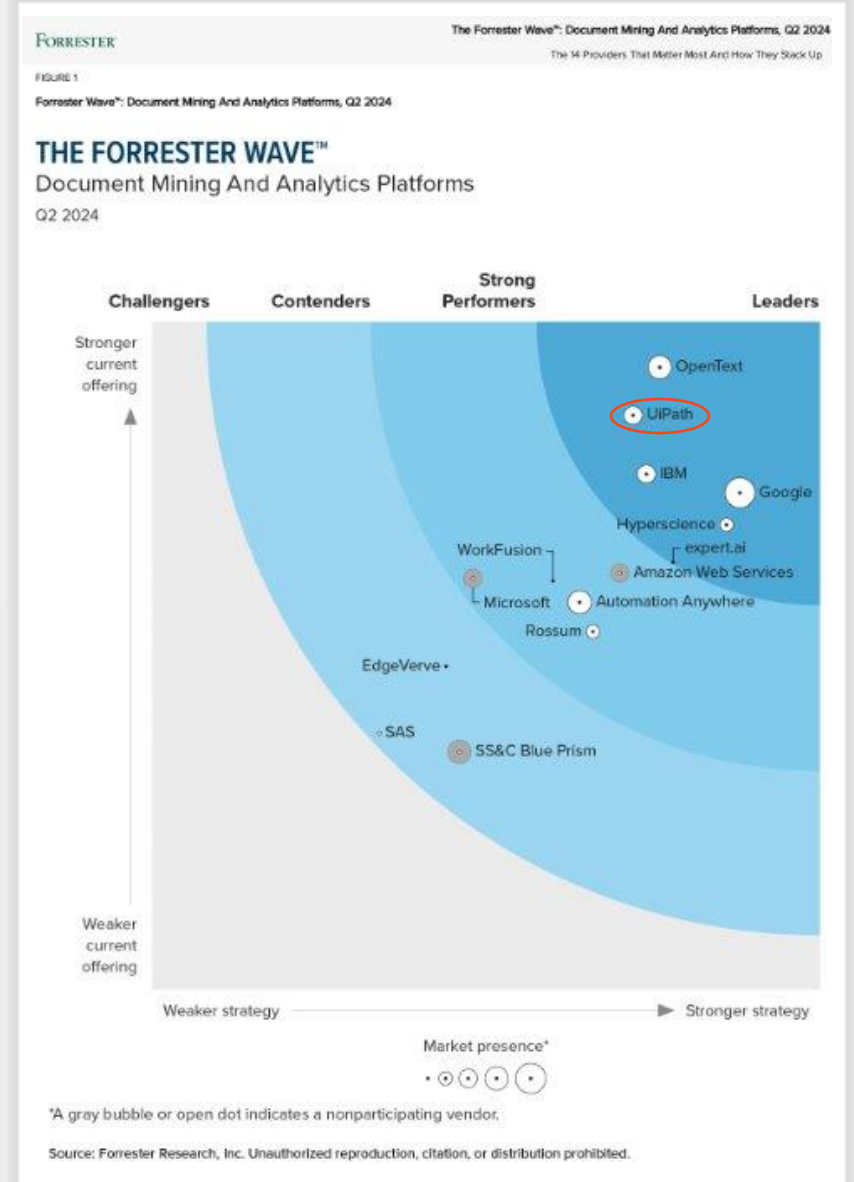 FORRESTER
The Forrester Wave™: Document Mining And Analytics Platforms, Q2 2024
The 14 Providers That Matter Most And How They Stack Up
FIGURE 1
Forrester Wave™: Document Mining And Analytics Platforms, Q2 2024
THE FORRESTER WAVE™
Document Mining And Analytics Platforms
Q2 2024
Challengers
Contenders
Strong
Performers
Leaders
Stronger
current
offering
OpenText
UiPath
IBM
Google
Hyperscience
expert.ai
WorkFusion
Amazon Web Services
Microsoft
Automation Anywhere
Rossum
EdgeVerve
SAS
SS&C Blue Prism
Weaker
current
offering
Weaker strategy
Stronger strategy
Market presence*
*A gray bubble or open dot indicates a nonparticipating vendor.
Source: Forrester Research, Inc. Unauthorized reproduction, citation, or distribution prohibited.